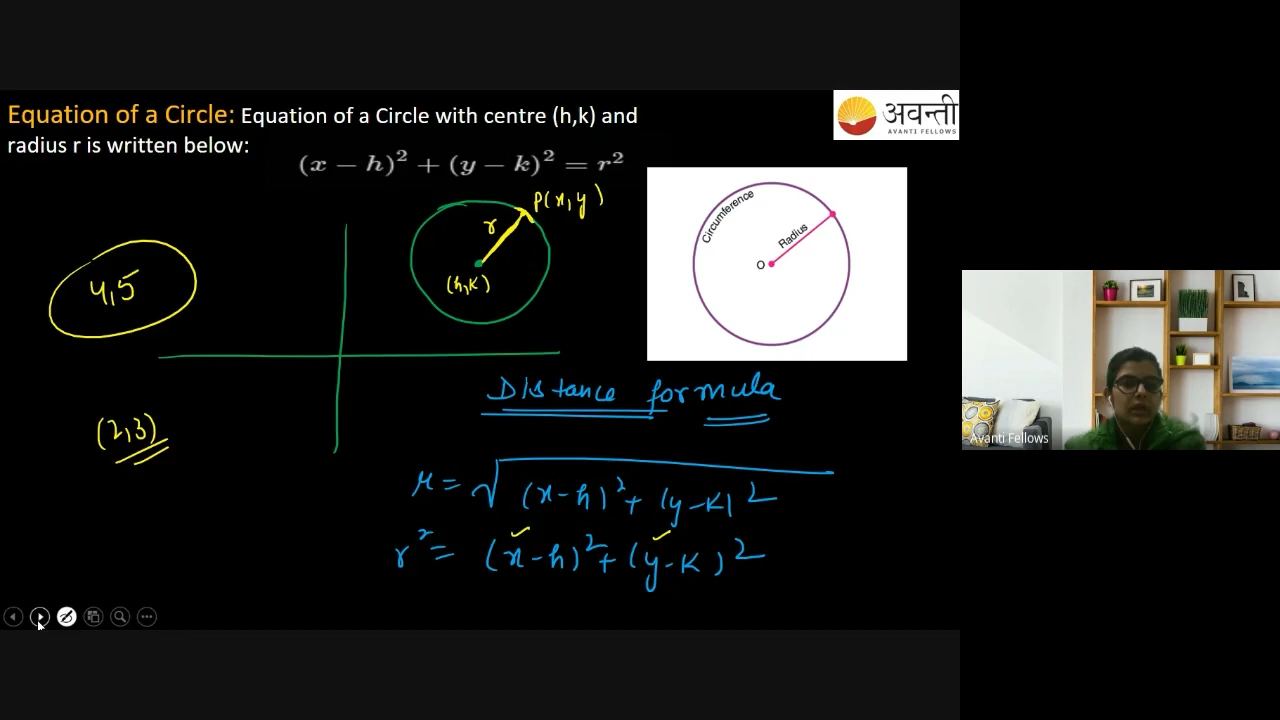 Equation of a Circle: Equation of a Circle with centre (h,k) and
radius r is written below:
(x − h)² + (y − k)² = r²
अवन्ती
AVANTI FELLOWS
P(x,y)
r
(h,k)
4,5
Circumference
Radius
O
Distance formula
(2,3)
r = √(x-h)²+(y-k)²
r² = (x-h)²+(y-k)²
Avanti Fellows